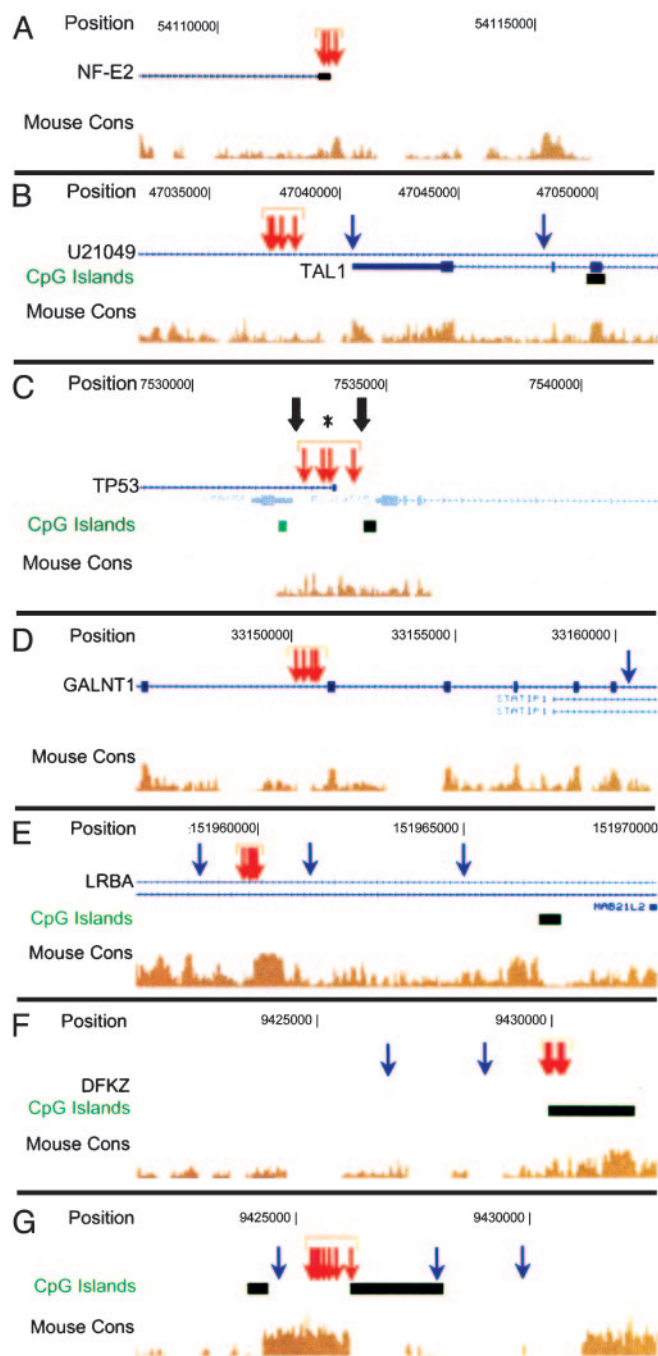 A
Position
54110000|
54115000|
NF-E2
Mouse Cons
B
Position
47035000|
47040000|
47045000|
47050000|
U21049
TAL1
CpG Islands
Mouse Cons
C
Position
7530000|
7535000|
7540000|
*
TP53
CpG Islands
Mouse Cons
D
Position
33150000|
33155000|
33160000|
GALNT1
STATIP1
STATIP1
Mouse Cons
E
Position
151960000|
151965000|
151970000
LRBA
MAB21L2
CpG Islands
Mouse Cons
F
Position
9425000|
9430000|
DFKZ
CpG Islands
Mouse Cons
G
Position
9425000|
9430000|
CpG Islands
Mouse Cons